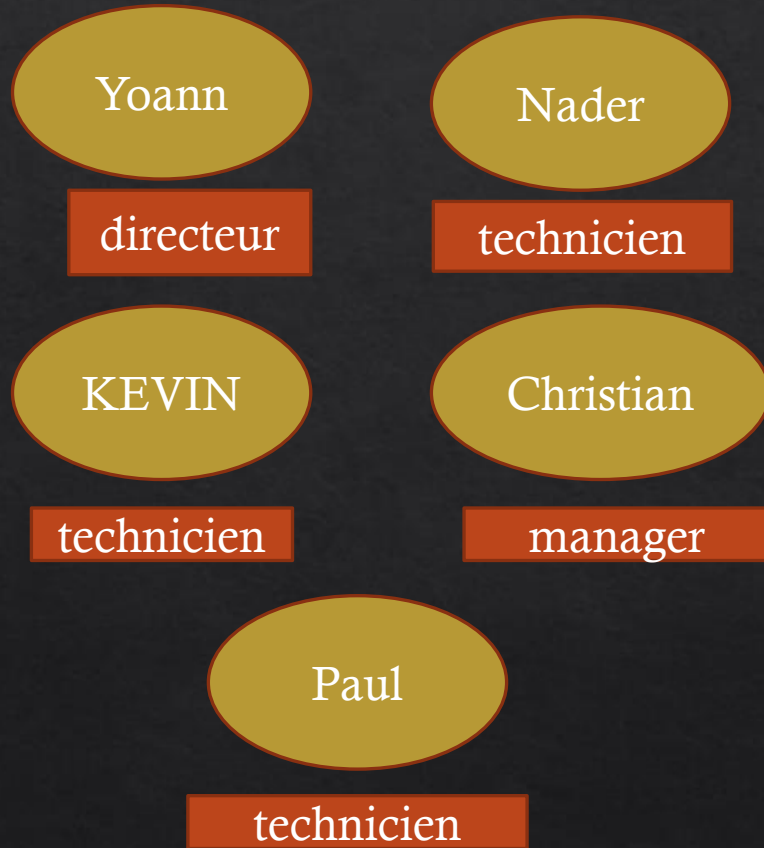 Yoann
directeur
Nader
technicien
KEVIN
technicien
Christian
manager
Paul
technicien